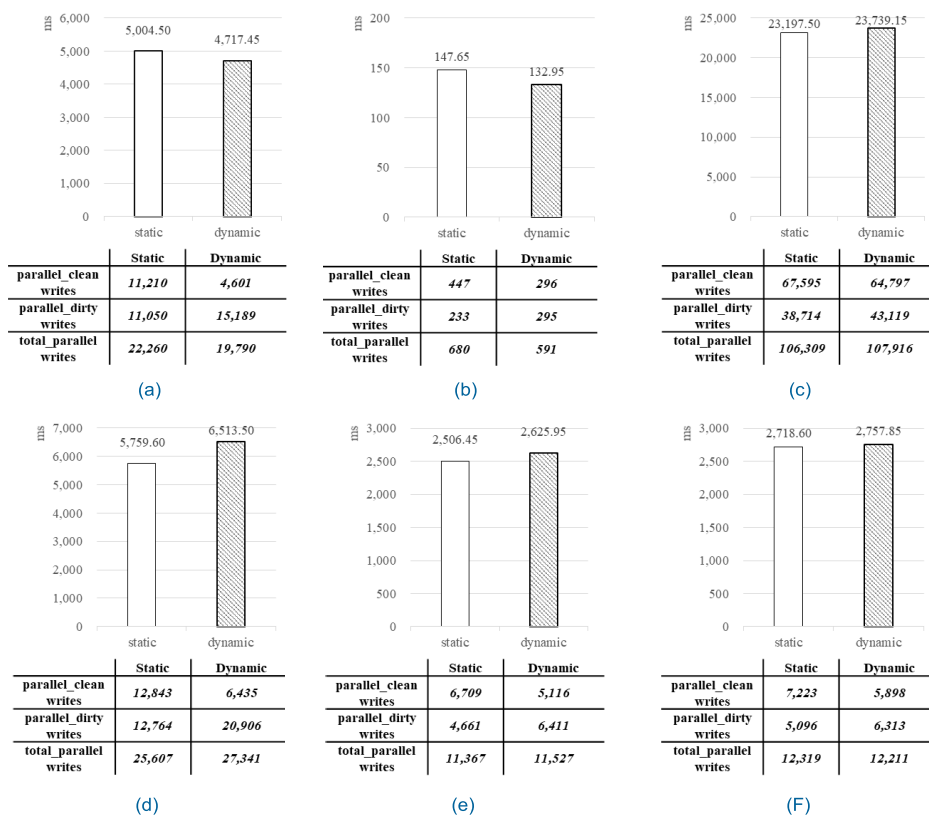 ms
6,000
5,000
4,000
3,000
2,000
1,000
0
5,004.50
4,717.45
static dynamic
Static Dynamic
parallel_clean
writes 11,210 4,601
parallel_dirty
writes 11,050 15,189
total_parallel
writes 22,260 19,790
(a)
ms
200
150
100
50
0
147.65
132.95
static dynamic
Static Dynamic
parallel_clean
writes 447 296
parallel_dirty
writes 233 295
total_parallel
writes 680 591
(b)
ms
25,000
20,000
15,000
10,000
5,000
0
23,197.50
23,739.15
static dynamic
Static Dynamic
parallel_clean
writes 67,595 64,797
parallel_dirty
writes 38,714 43,119
total_parallel
writes 106,309 107,916
(c)
ms
7,000
6,000
5,000
4,000
3,000
2,000
1,000
0
5,759.60
6,513.50
static dynamic
Static Dynamic
parallel_clean
writes 12,843 6,435
parallel_dirty
writes 12,764 20,906
total_parallel
writes 25,607 27,341
(d)
ms
3,000
2,500
2,000
1,500
1,000
500
0
2,506.45
2,625.95
static dynamic
Static Dynamic
parallel_clean
writes 6,709 5,116
parallel_dirty
writes 4,661 6,411
total_parallel
writes 11,367 11,527
(e)
ms
3,000
2,500
2,000
1,500
1,000
500
0
2,718.60
2,757.85
static dynamic
Static Dynamic
parallel_clean
writes 7,223 5,898
parallel_dirty
writes 5,096 6,313
total_parallel
writes 12,319 12,211
(F)